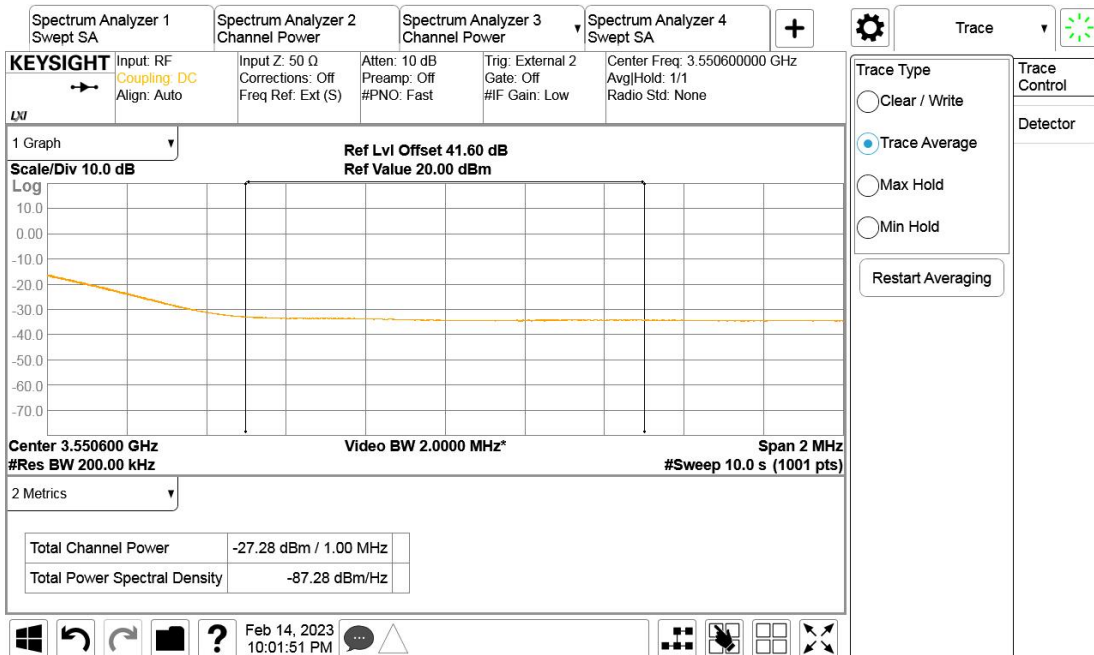 Spectrum Analyzer 1
Swept SA
Spectrum Analyzer 2
Channel Power
Spectrum Analyzer 3
Channel Power
Spectrum Analyzer 4
Swept SA
Trace
KEYSIGHT
LXI
Input: RF
Coupling: DC
Align: Auto
Input Z: 50 Ω
Corrections: Off
Freq Ref: Ext (S)
Atten: 10 dB
Preamp: Off
#PNO: Fast
Trig: External 2
Gate: Off
#IF Gain: Low
Center Freq: 3.550600000 GHz
Avg|Hold: 1/1
Radio Std: None
1 Graph
Scale/Div 10.0 dB
Ref Lvl Offset 41.60 dB
Ref Value 20.00 dBm
Log
10.0
0.00
-10.0
-20.0
-30.0
-40.0
-50.0
-60.0
-70.0
Center 3.550600 GHz
#Res BW 200.00 kHz
Video BW 2.0000 MHz*
Span 2 MHz
#Sweep 10.0 s (1001 pts)
2 Metrics
Total Channel Power -27.28 dBm / 1.00 MHz
Total Power Spectral Density -87.28 dBm/Hz
?
Feb 14, 2023
10:01:51 PM
Trace Type
Clear / Write
Trace Average
Max Hold
Min Hold
Restart Averaging
Trace
Control
Detector